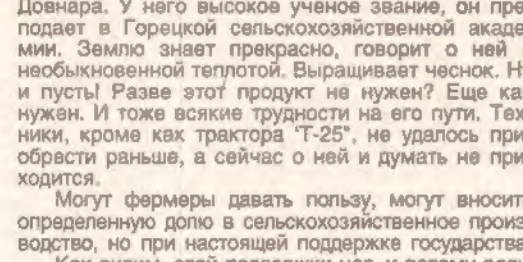 Довнара. У него высокое ученое звание, он пре
подает в Горецкой сельскохозяйственной акаде
мии. Землю знает прекрасно, говорит о ней
необыкновенной теплотой. Выращивает чеснок. Н
и пусть! Разве этот продукт не нужен? Еще ка
нужен. И тоже всякие трудности на его пути. Тех
ники, кроме как трактора "Т-25", не удалось при
обрести раньше, а сейчас о ней и думать не при
ходится.
Могут фермеры давать пользу, могут вносит
определенную долю в сельскохозяйственное произ
водство, но при настоящей поддержке государства